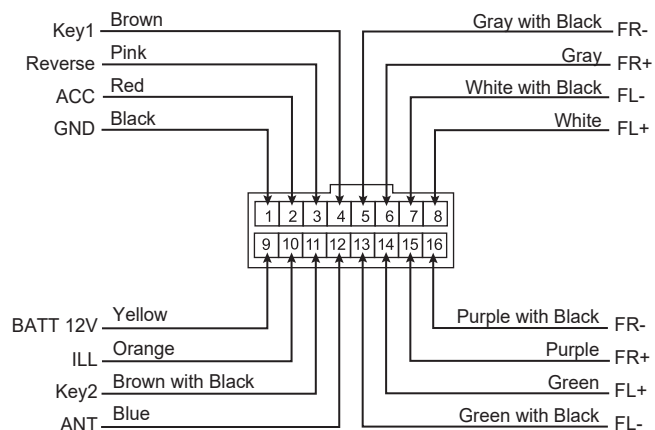 Key1 Brown Gray with Black FR-
Reverse Pink Gray FR+
ACC Red White with Black FL-
GND Black White FL+
1 2 3 4 5 6 7 8
9 10 11 12 13 14 15 16
BATT 12V Yellow Purple with Black FR-
ILL Orange Purple FR+
Key2 Brown with Black Green FL+
ANT Blue Green with Black FL-